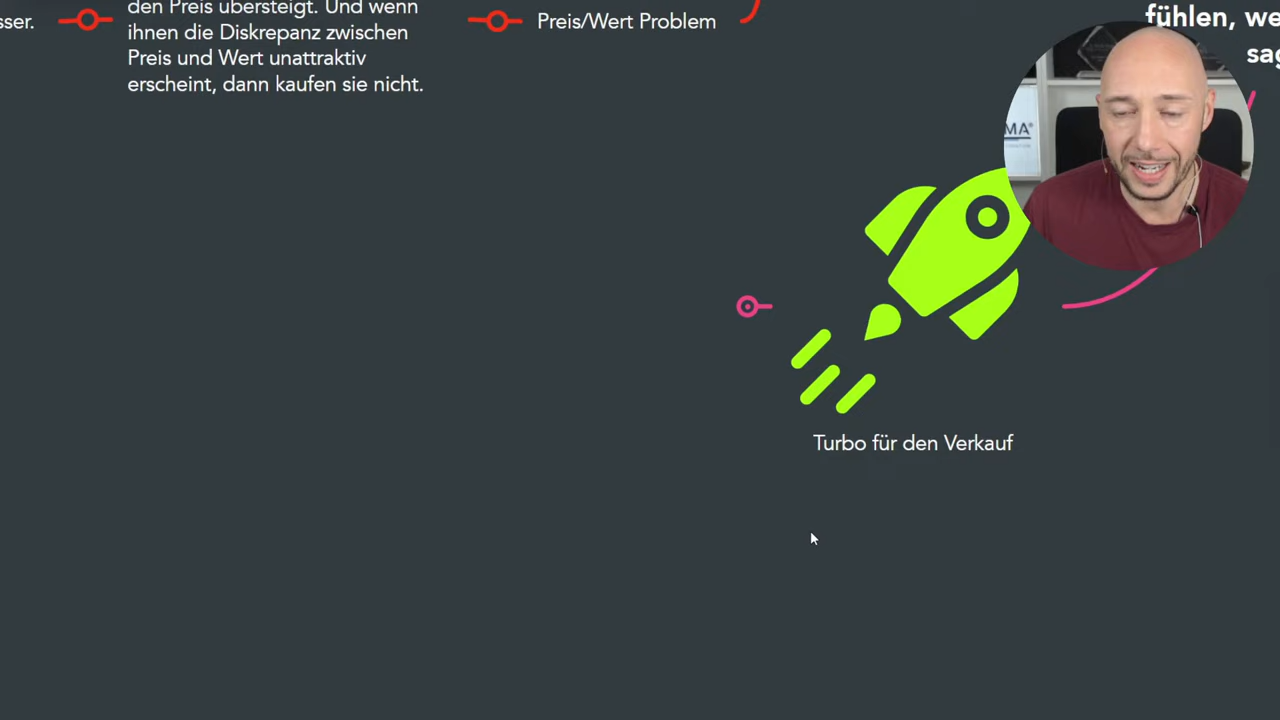 sser.
den Preis übersteigt. Und wenn
ihnen die Diskrepanz zwischen
Preis und Wert unattraktiv
erscheint, dann kaufen sie nicht.
Preis/Wert Problem
fühlen, we
sag
MA®
Turbo für den Verkauf